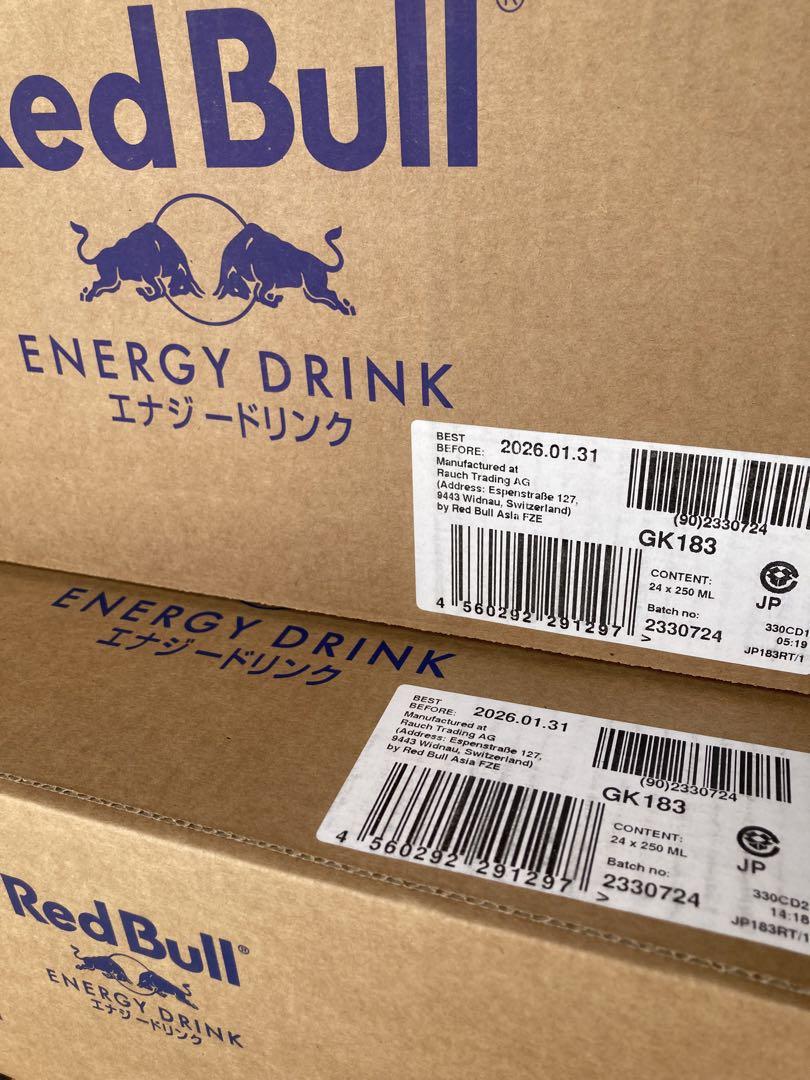 Red Bull®
ENERGY DRINK
エナジードリンク
BEST
BEFORE: 2026.01.31
Manufactured at
Rauch Trading AG
(Address: Espenstraße 127,
9443 Widnau, Switzerland)
by Red Bull Asia FZE
(90)2330724
GK183
CONTENT:
24 x 250 ML
Batch no:
2330724
JP
330CD1
05:19
JP183RT/1
4 560292 291297 >
ENERGY DRINK
エナジードリンク
BEST
BEFORE: 2026.01.31
Manufactured at
Rauch Trading AG
(Address: Espenstraße 127,
9443 Widnau, Switzerland)
by Red Bull Asia FZE
(90)2330724
GK183
CONTENT:
24 x 250 ML
Batch no:
2330724
JP
330CD2
14:18
JP183RT/1
4 560292 291297 >
Red Bull®
ENERGY DRINK
エナジードリンク